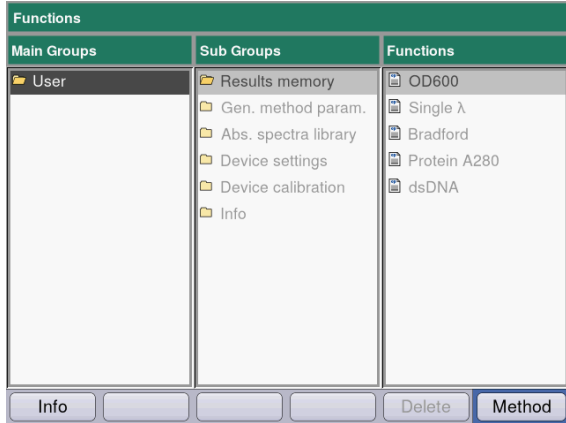 Functions
Main Groups
Sub Groups
Functions
User
Results memory
Gen. method param.
Abs. spectra library
Device settings
Device calibration
Info
OD600
Single λ
Bradford
Protein A280
dsDNA
Info
Delete
Method